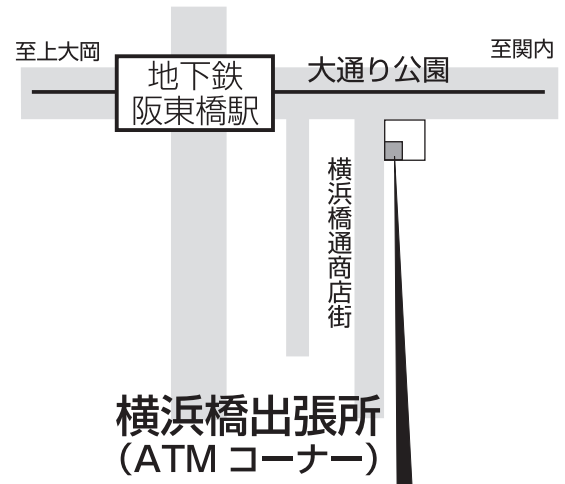 至上大岡
至関内
地下鉄
阪東橋駅
大通り公園
横浜橋通商店街
横浜橋出張所
（ATM コーナー）